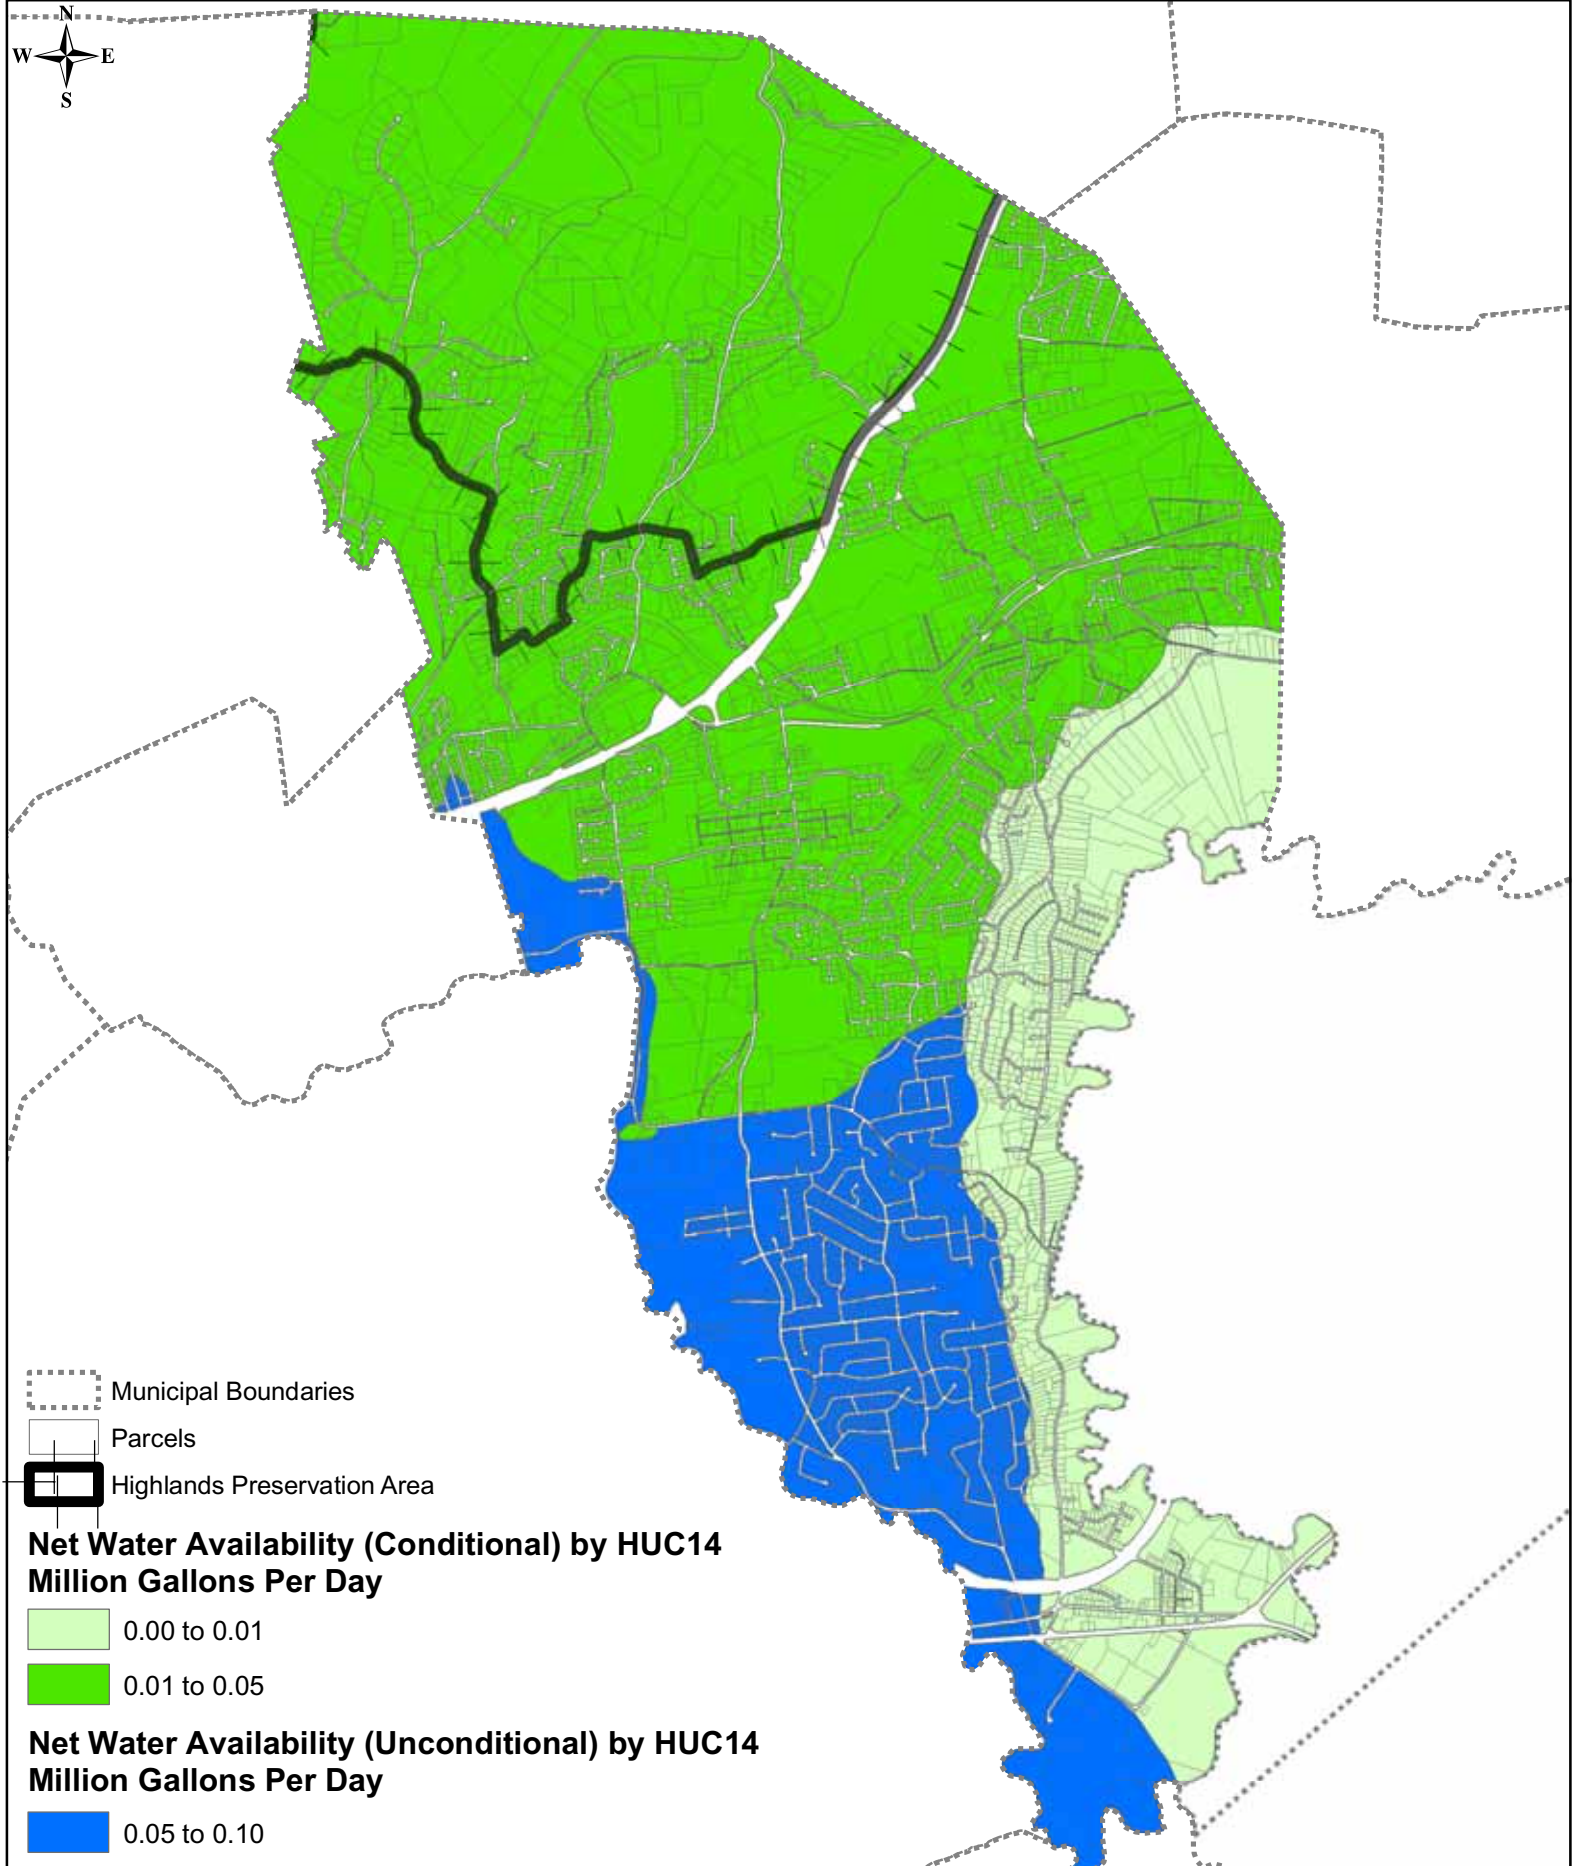 N
W E
S
Municipal Boundaries
Parcels
Highlands Preservation Area
Net Water Availability (Conditional) by HUC14
Million Gallons Per Day
0.00 to 0.01
0.01 to 0.05
Net Water Availability (Unconditional) by HUC14
Million Gallons Per Day
0.05 to 0.10